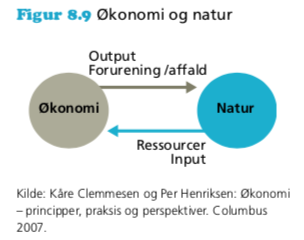 Figur 8.9 Økonomi og natur
Output
Forurening /affald
Økonomi
Natur
Ressourcer
Input
Kilde: Kåre Clemmesen og Per Henriksen: Økonomi
– principper, praksis og perspektiver. Columbus
2007.